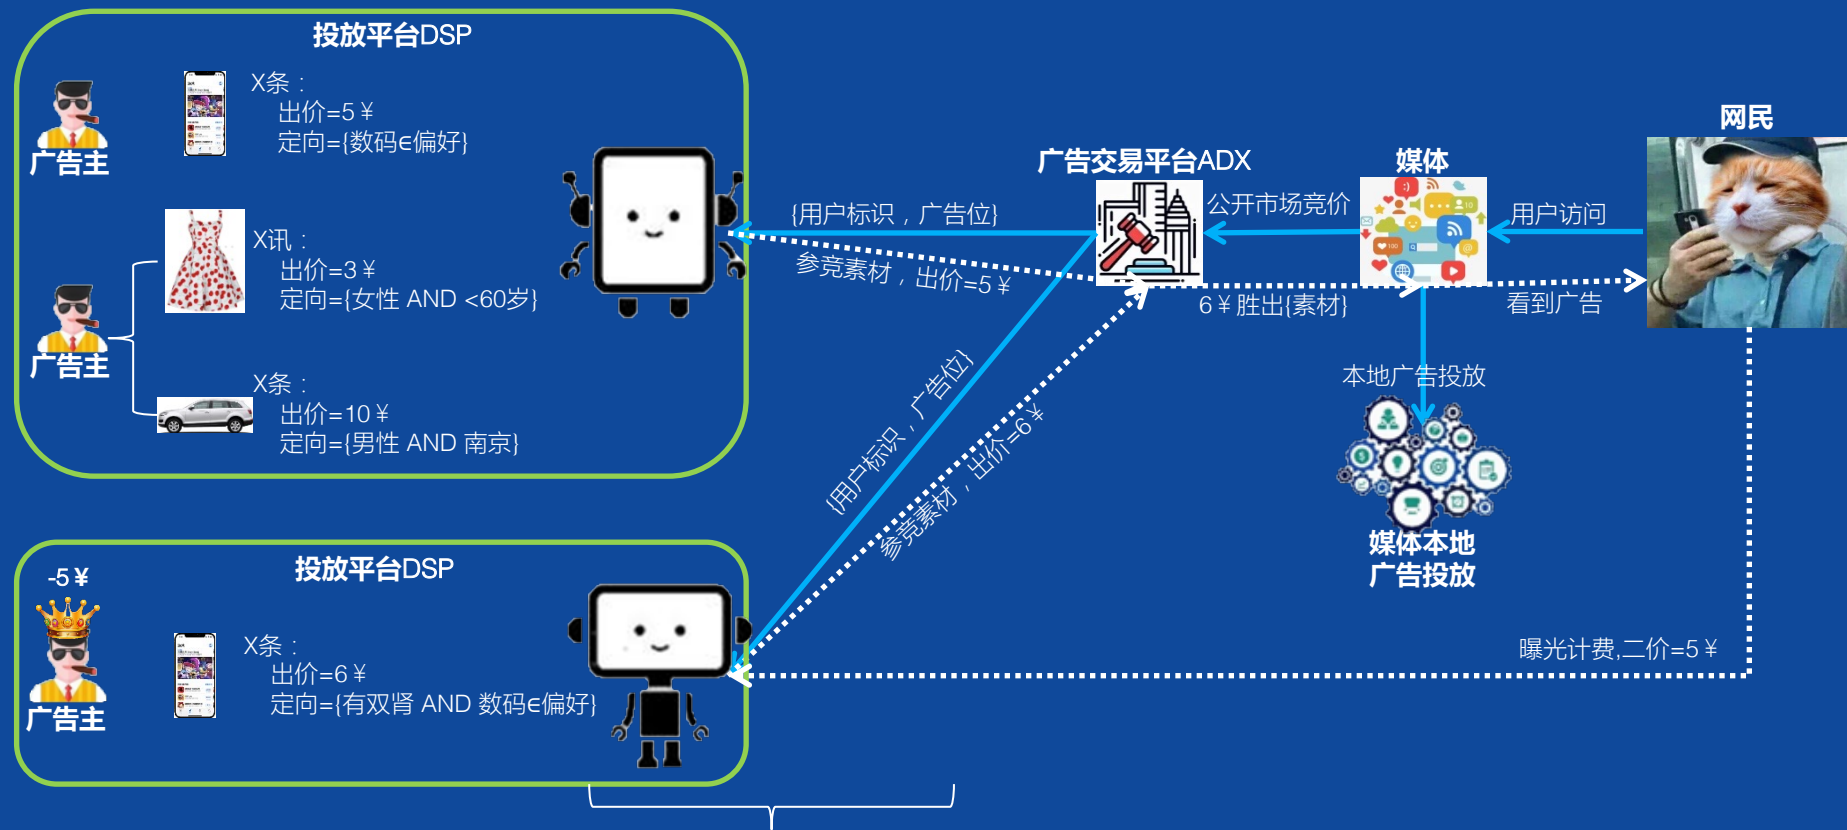 投放平台DSP
X条：
出价=5￥
定向={数码∈偏好}
广告主
X讯：
出价=3￥
定向={女性 AND <60岁}
广告主
X条：
出价=10￥
定向={男性 AND 南京}
{用户标识，广告位}
参竞素材，出价=5￥
广告交易平台ADX
公开市场竞价
媒体
用户访问
网民
6￥胜出{素材}
看到广告
本地广告投放
{用户标识，广告位}
参竞素材，出价=6￥
媒体本地
广告投放
投放平台DSP
-5￥
X条：
出价=6￥
定向={有双肾 AND 数码∈偏好}
广告主
曝光计费,二价=5￥